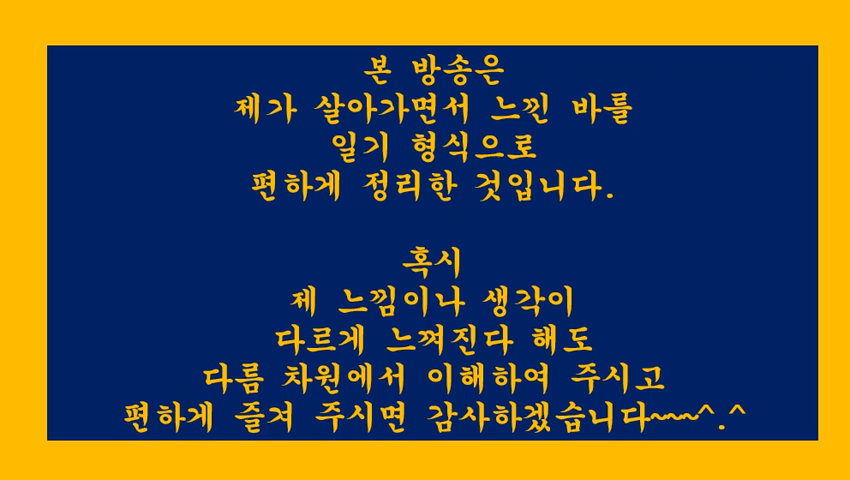 본 방송은
제가 살아가면서 느낀 바를
일기 형식으로
편하게 정리한 것입니다.
혹시
제 느낌이나 생각이
다르게 느껴진다 해도
다름 차원에서 이해하여 주시고
편하게 즐겨 주시면 감사하겠습니다~~~^.^